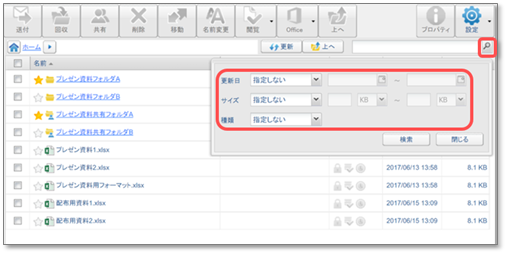 送付 回収 共有 削除 移動 名前変更 閲覧 Office 上へ プロパティ 設定
ホーム 更新 上へ
名前
プレゼン資料フォルダA
プレゼン資料フォルダB
プレゼン資料共有フォルダA
プレゼン資料共有フォルダB
プレゼン資料1.xlsx
プレゼン資料2.xlsx 2017/06/13 13:58 8.1 KB
プレゼン資料用フォーマット.xlsx 2017/06/13 13:58 8.1 KB
配布用資料1.xlsx 2017/06/15 13:09 8.1 KB
配布用資料2.xlsx 2017/06/15 13:09 8.1 KB
更新日 指定しない ~
サイズ 指定しない KB ~ KB
種類 指定しない
検索 閉じる